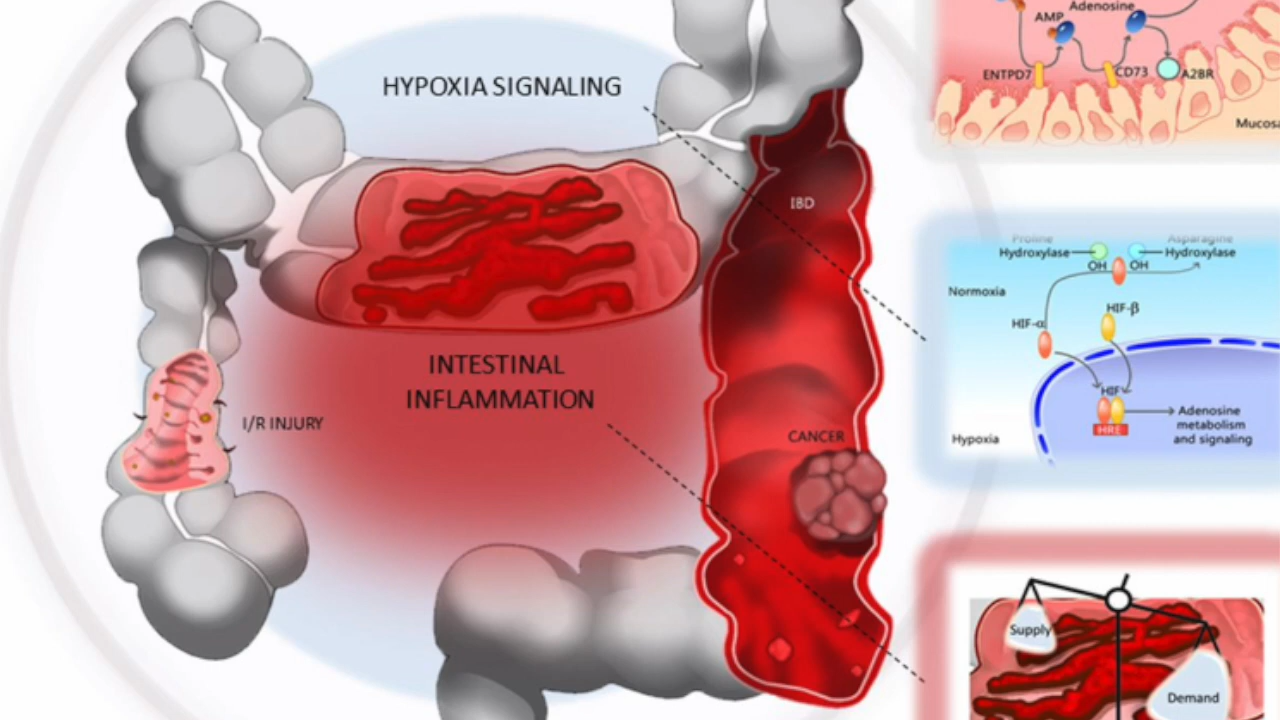 HYPOXIA SIGNALING
IBD
INTESTINAL
INFLAMMATION
I/R INJURY
CANCER
Adenosine
AMP
ENTPD7
CD73
A2BR
Mucosa
Proline
Asparagine
Hydroxylase
Hydroxylase
OH
OH
Normoxia
HIF-β
HIF-α
HIF
HRE
Adenosine
metabolism
and signaling
Hypoxia
Supply
Demand